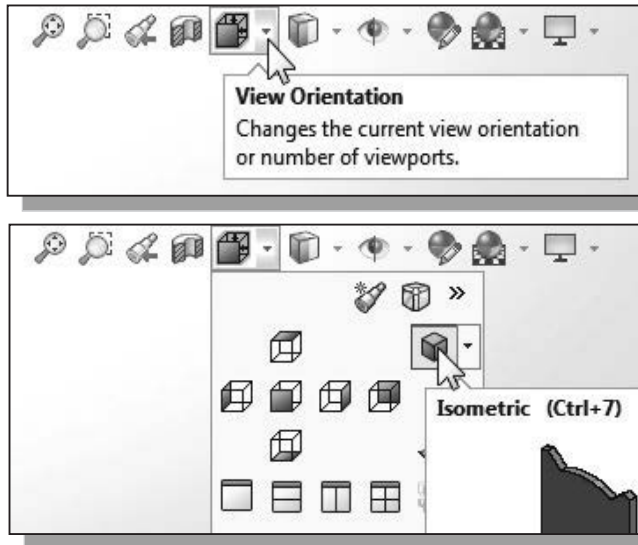 View Orientation
Changes the current view orientation
or number of viewports.
»
Isometric (Ctrl+7)